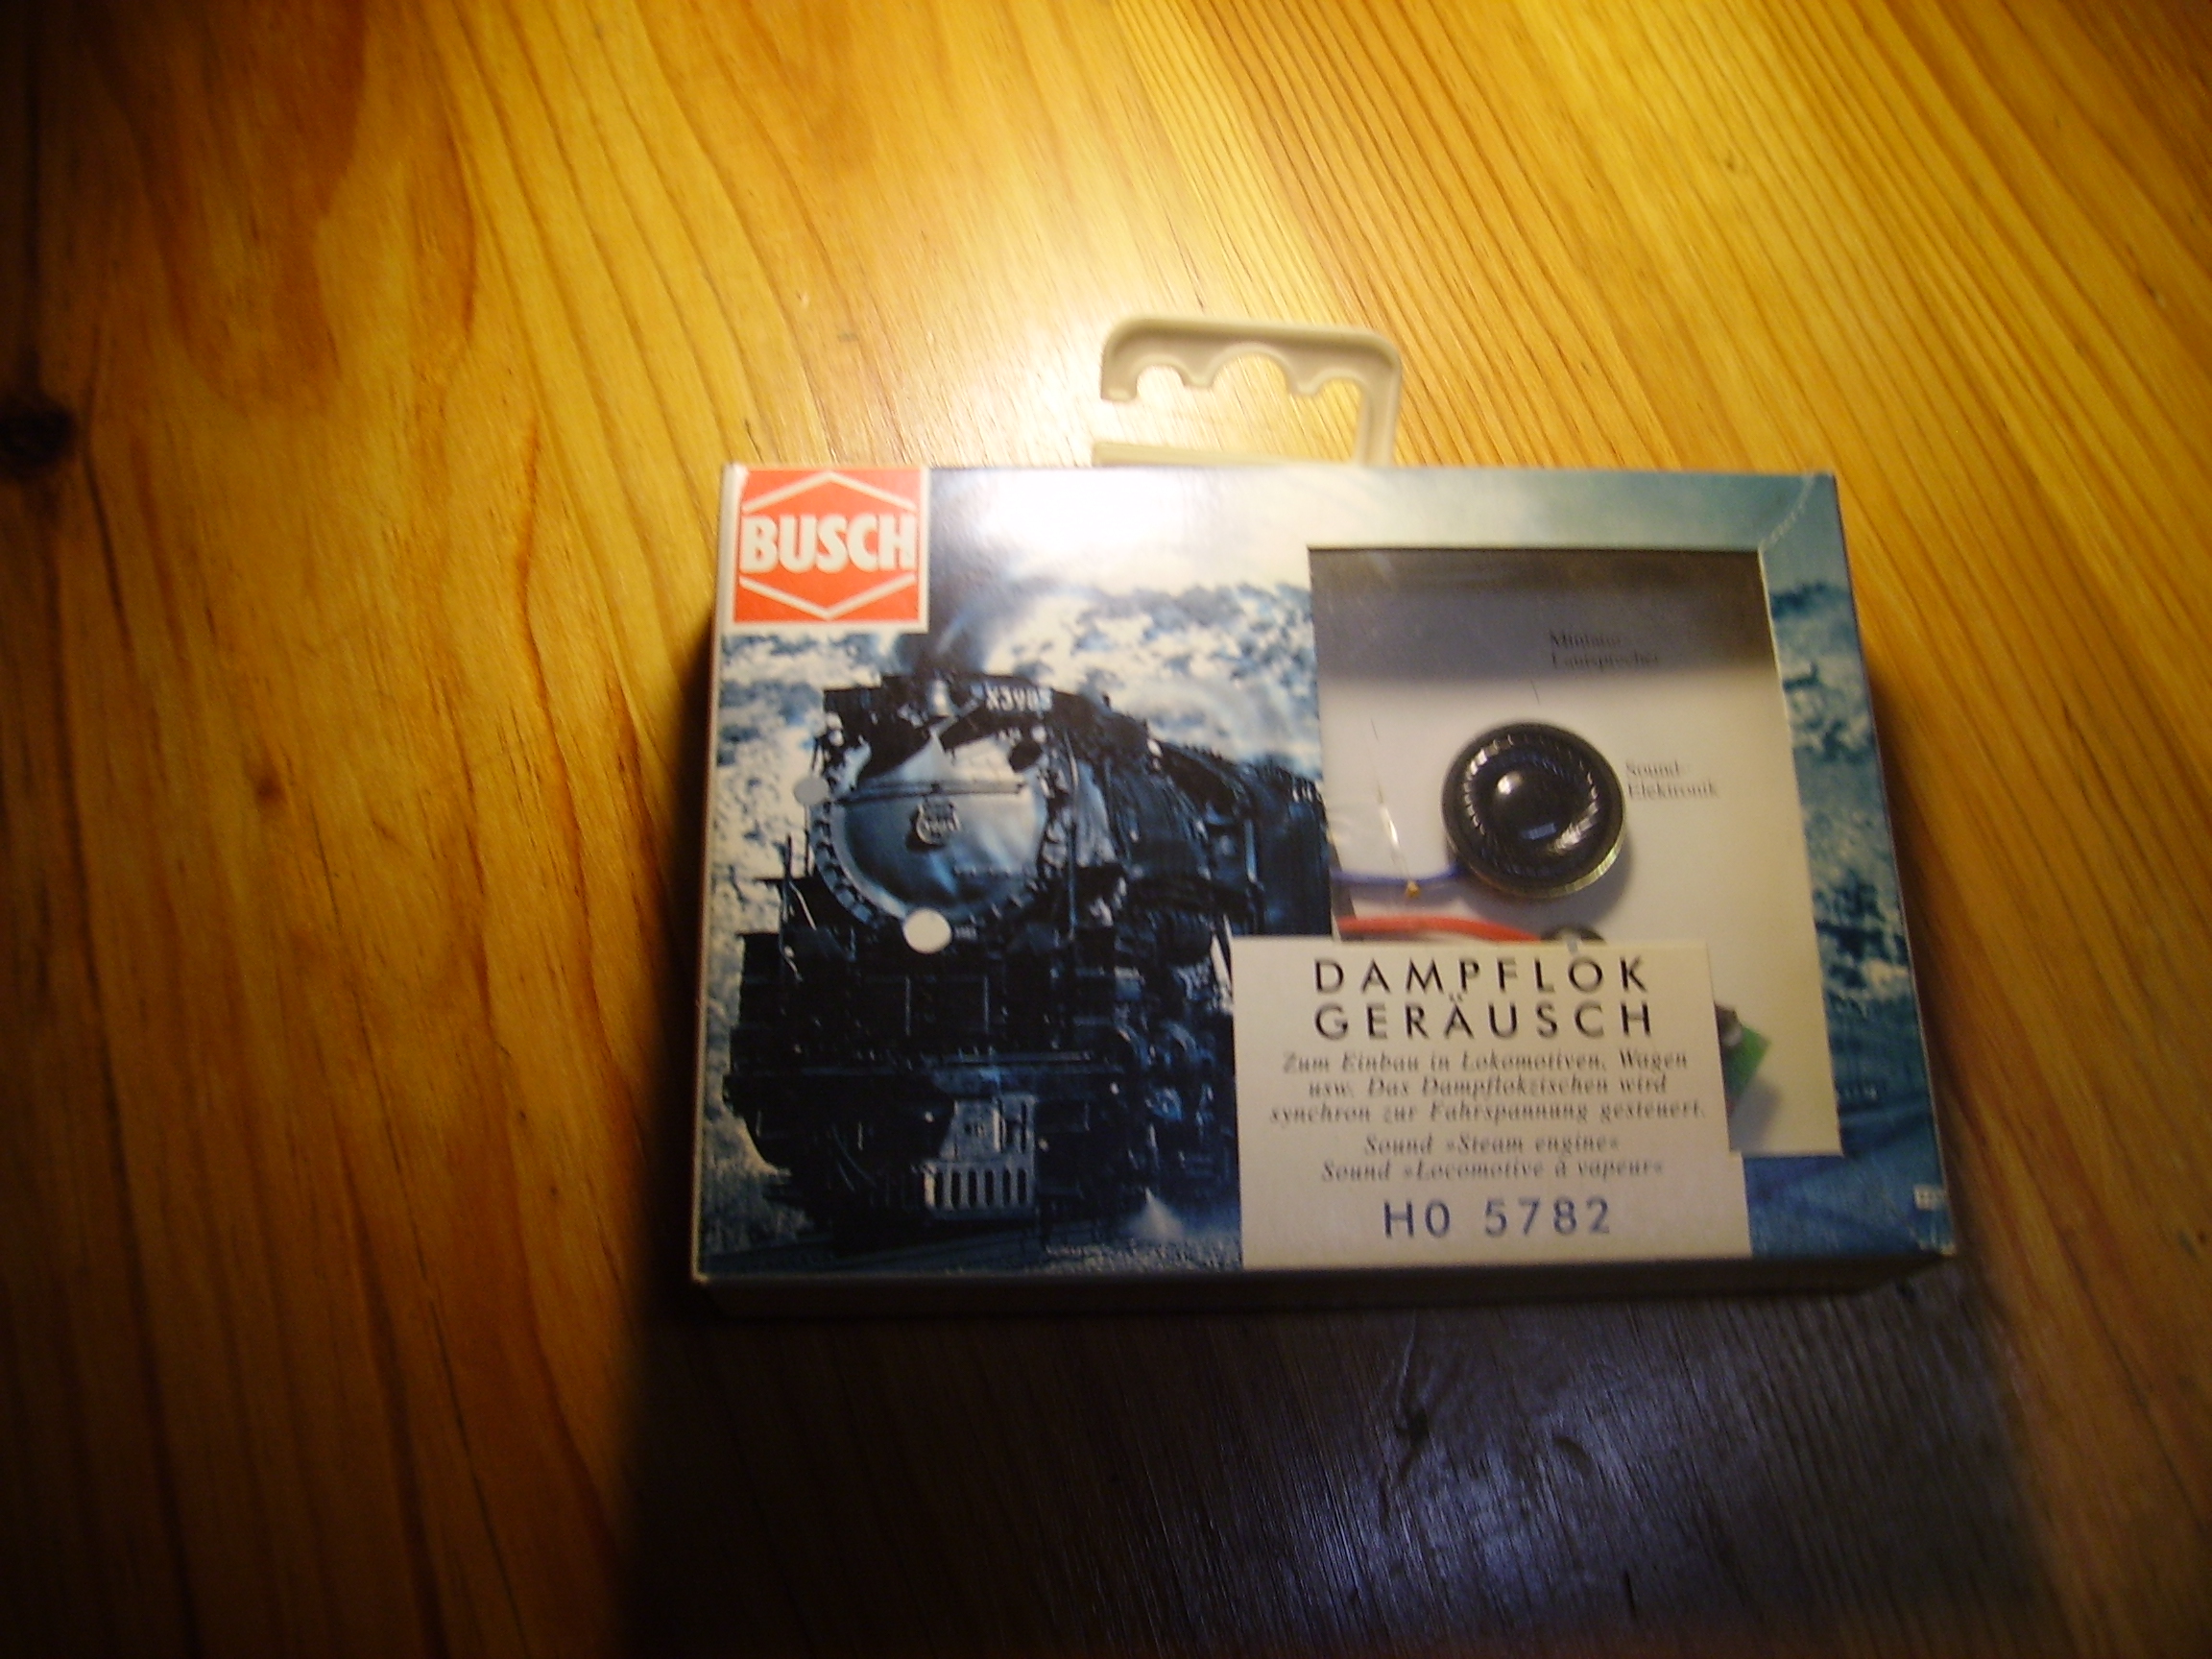 BUSCH
X3985
Miniatur-
Lautsprecher
Sound-
Elektronik
DAMPFLOK
GERÄUSCH
Zum Einbau in Lokomotiven, Wagen
usw. Das Dampflokzischen wird
synchron zur Fahrspannung gesteuert.
Sound »Steam engine«
Sound »Locomotive à vapeur«
H0 5782